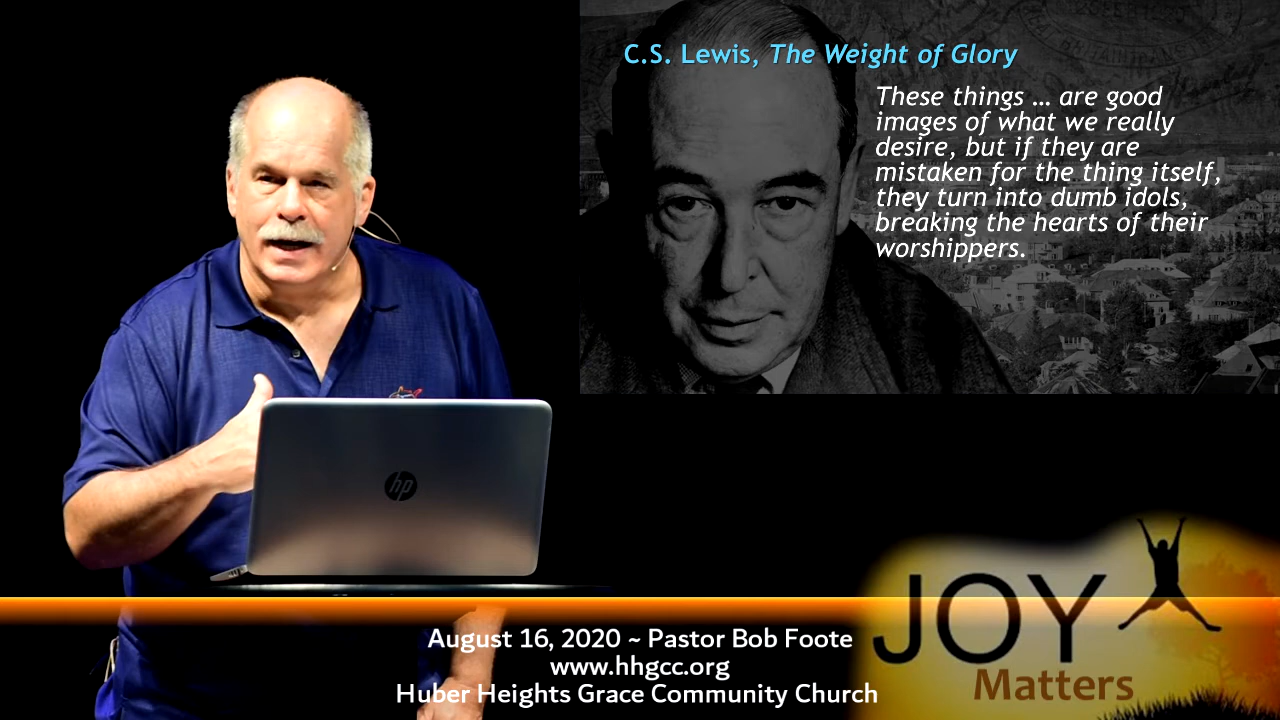 C.S. Lewis, The Weight of Glory
These things … are good
images of what we really
desire, but if they are
mistaken for the thing itself,
they turn into dumb idols,
breaking the hearts of their
worshippers.
hp
JOY
Matters
August 16, 2020 ~ Pastor Bob Foote
www.hhgcc.org
Huber Heights Grace Community Church